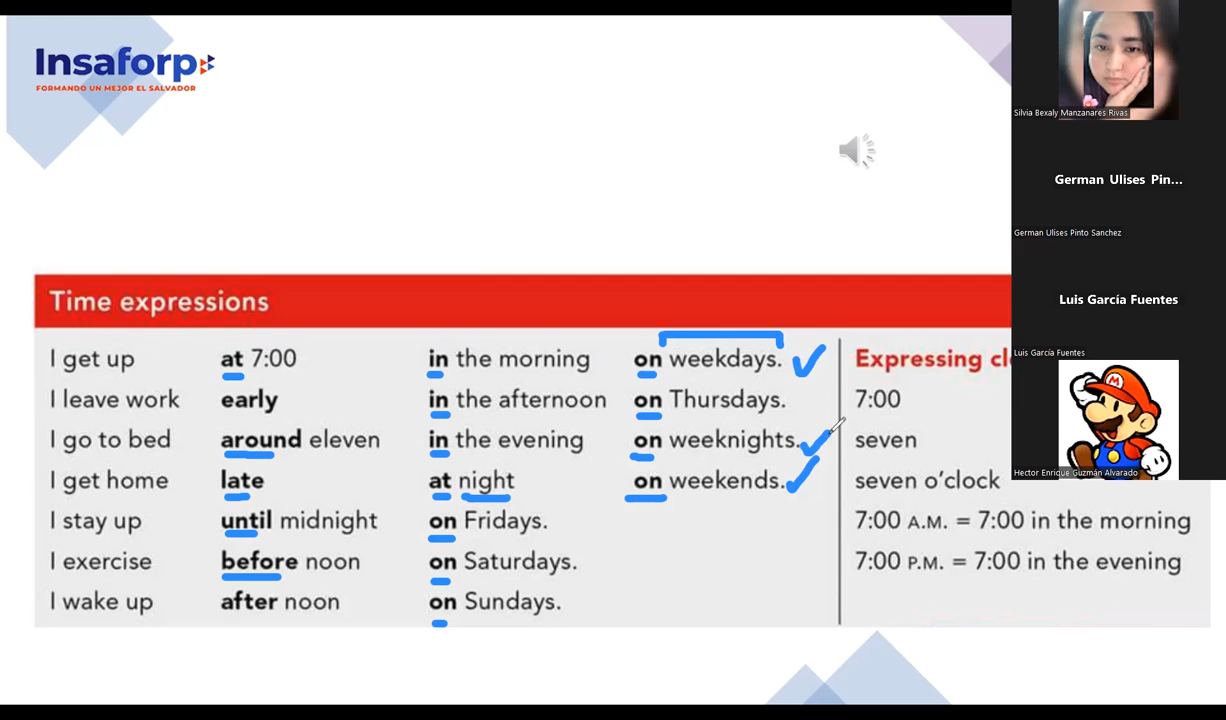 Insaforp
FORMANDO UN MEJOR EL SALVADOR
Time expressions
I get up at 7:00 in the morning on weekdays.
I leave work early in the afternoon on Thursdays.
I go to bed around eleven in the evening on weeknights.
I get home late at night on weekends.
I stay up until midnight on Fridays.
I exercise before noon on Saturdays.
I wake up after noon on Sundays.
Expressing
7:00
seven
seven o'clock
7:00 A.M. = 7:00 in the morning
7:00 P.M. = 7:00 in the evening
Silvia Bexaly Manzanares Rivas
German Ulises Pin...
German Ulises Pinto Sanchez
Luis García Fuentes
Luis García Fuentes
M
Hector Enrique Guzmán Alvarado